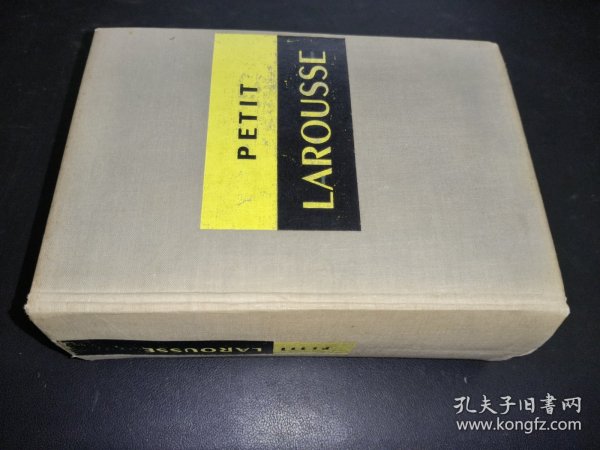 PETIT
LAROUSSE
PETIT
LAROUSSE
孔夫子旧书网
www.kongfz.com